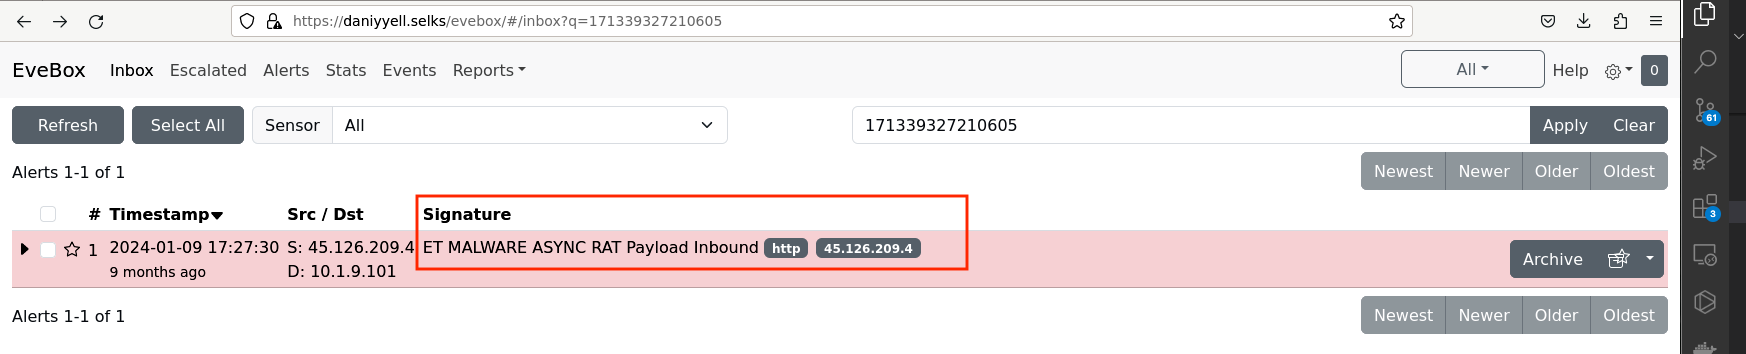 https://daniyyell.selks/evebox/#/inbox?q=171339327210605
EveBox Inbox Escalated Alerts Stats Events Reports All Help 0
Refresh Select All Sensor All 171339327210605 Apply Clear
Alerts 1-1 of 1 Newest Newer Older Oldest
# Timestamp Src / Dst Signature
1 2024-01-09 17:27:30 S: 45.126.209.4 ET MALWARE ASYNC RAT Payload Inbound http 45.126.209.4
9 months ago D: 10.1.9.101 Archive
Alerts 1-1 of 1 Newest Newer Older Oldest
61
3